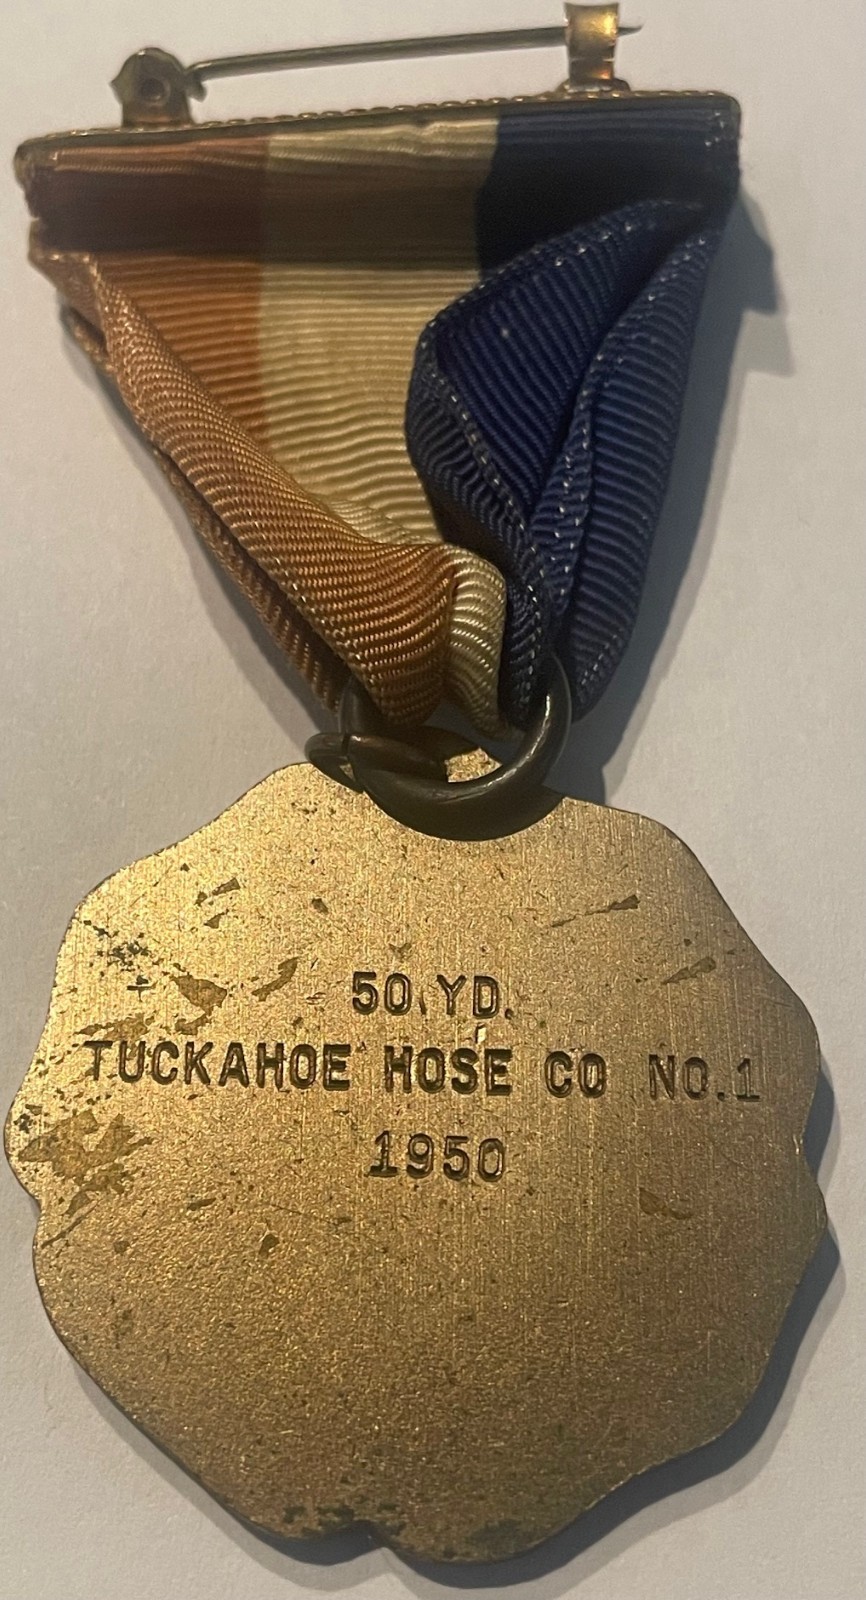 50 YD.
TUCKAHOE HOSE CO NO.1
1950